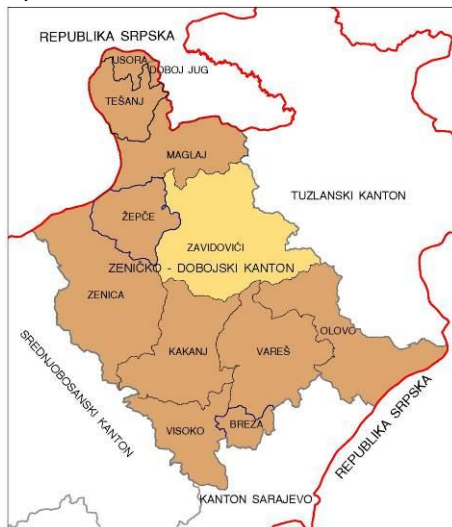 REPUBLIKA SRPSKA
USORA
DOBOJ JUG
TEŠANJ
MAGLAJ
TUZLANSKI KANTON
ŽEPČE
ZAVIDOVIĆI
ZENIČKO - DOBOJSKI KANTON
ZENICA
OLOVO
KAKANJ
VAREŠ
SREDNJOBOSANSKI KANTON
REPUBLIKA SRPSKA
VISOKO
BREZA
KANTON SARAJEVO